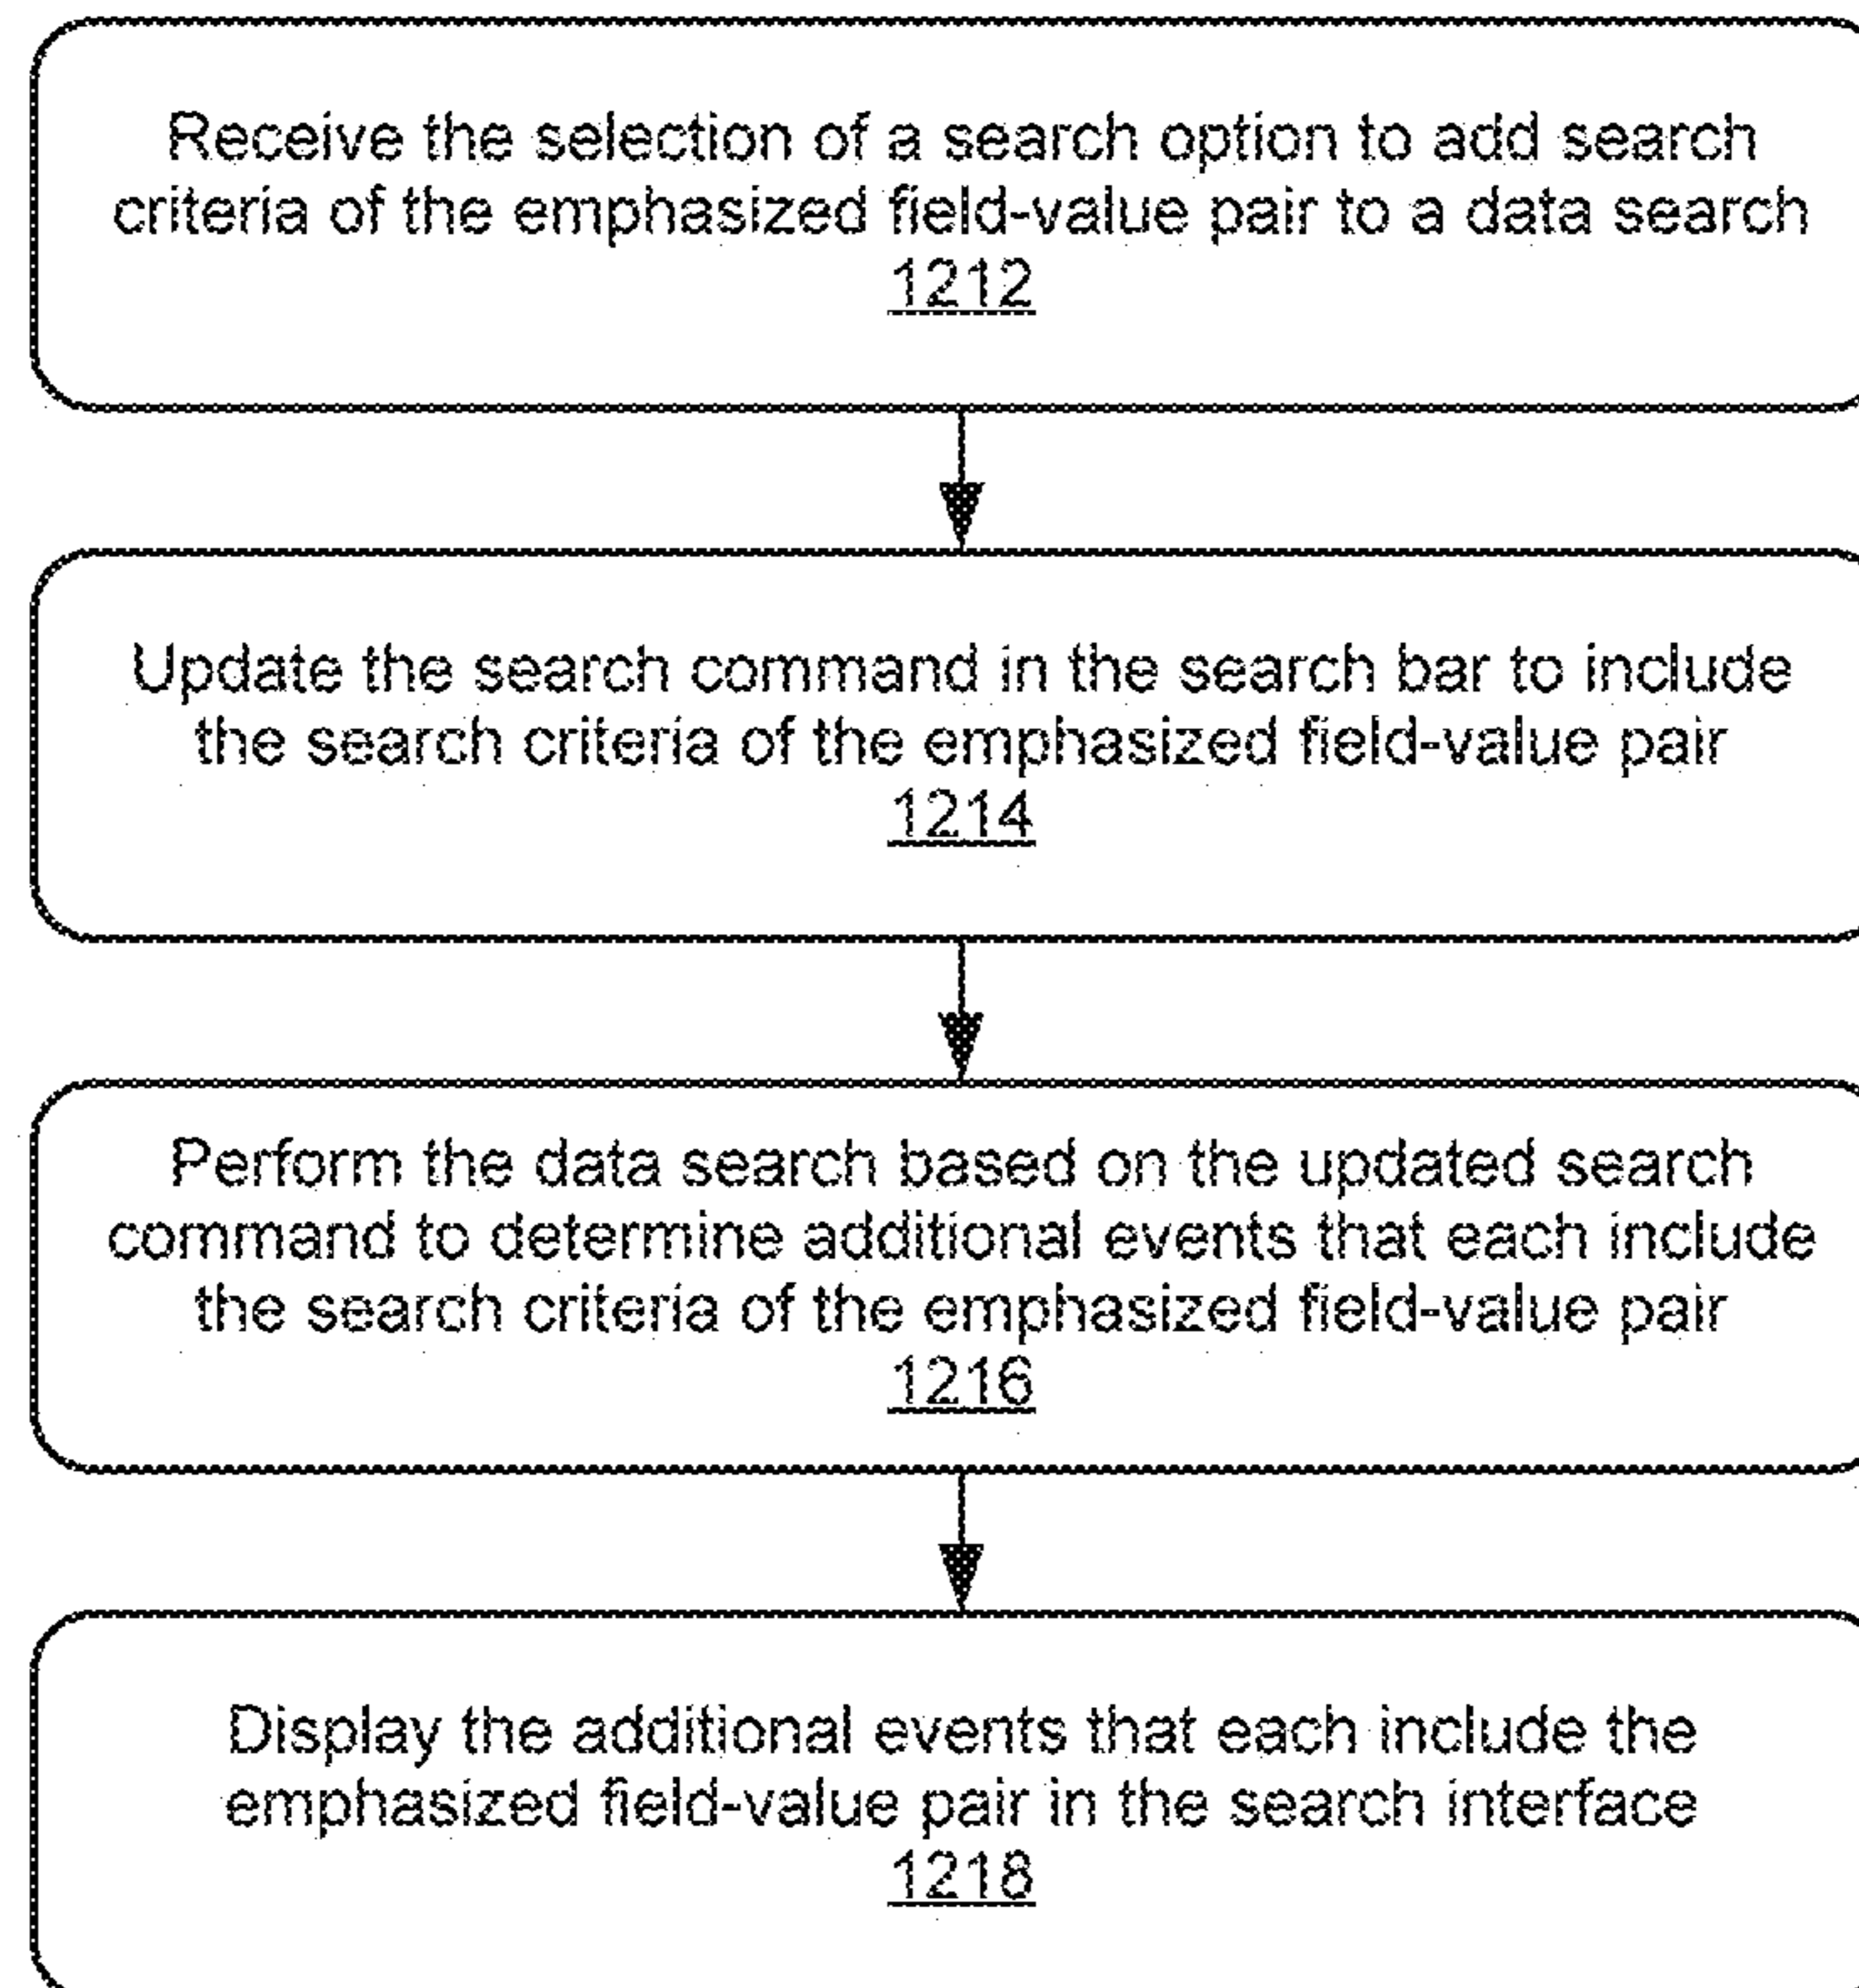 Receive the selection of a search option to add search
criteria of the emphasized field-value pair to a data search
1212
Update the search command in the search bar to include
the search criteria of the emphasized field-value pair
1214
Perform the data search based on the updated search
command to determine additional events that each include
the search criteria of the emphasized field-value pair
1216
Display the additional events that each include the
emphasized field-value pair in the search interface
1218